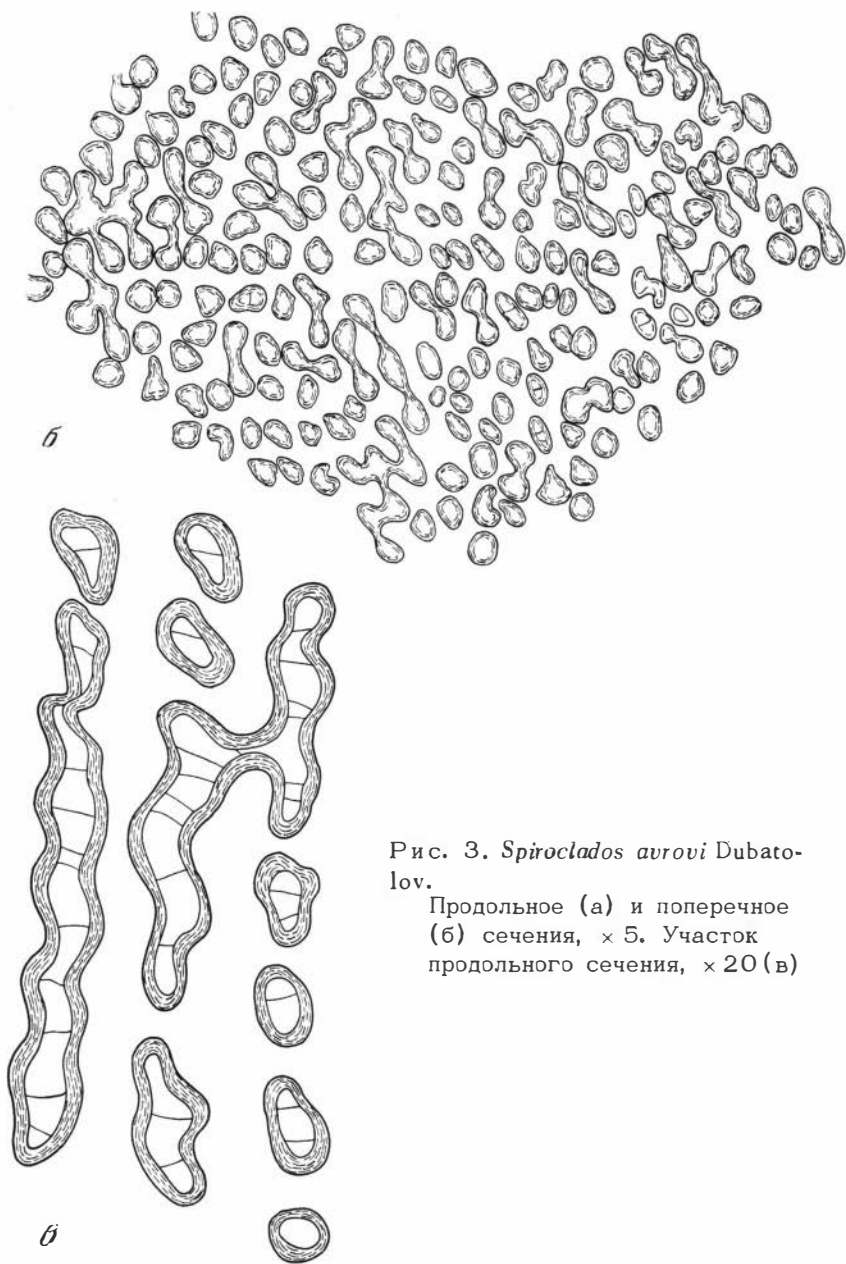 б
Рис. 3. Spiroclados avrovi Dubato-
lov.
Продольное (а) и поперечное
(б) сечения, × 5. Участок
продольного сечения, × 20 (в)
в